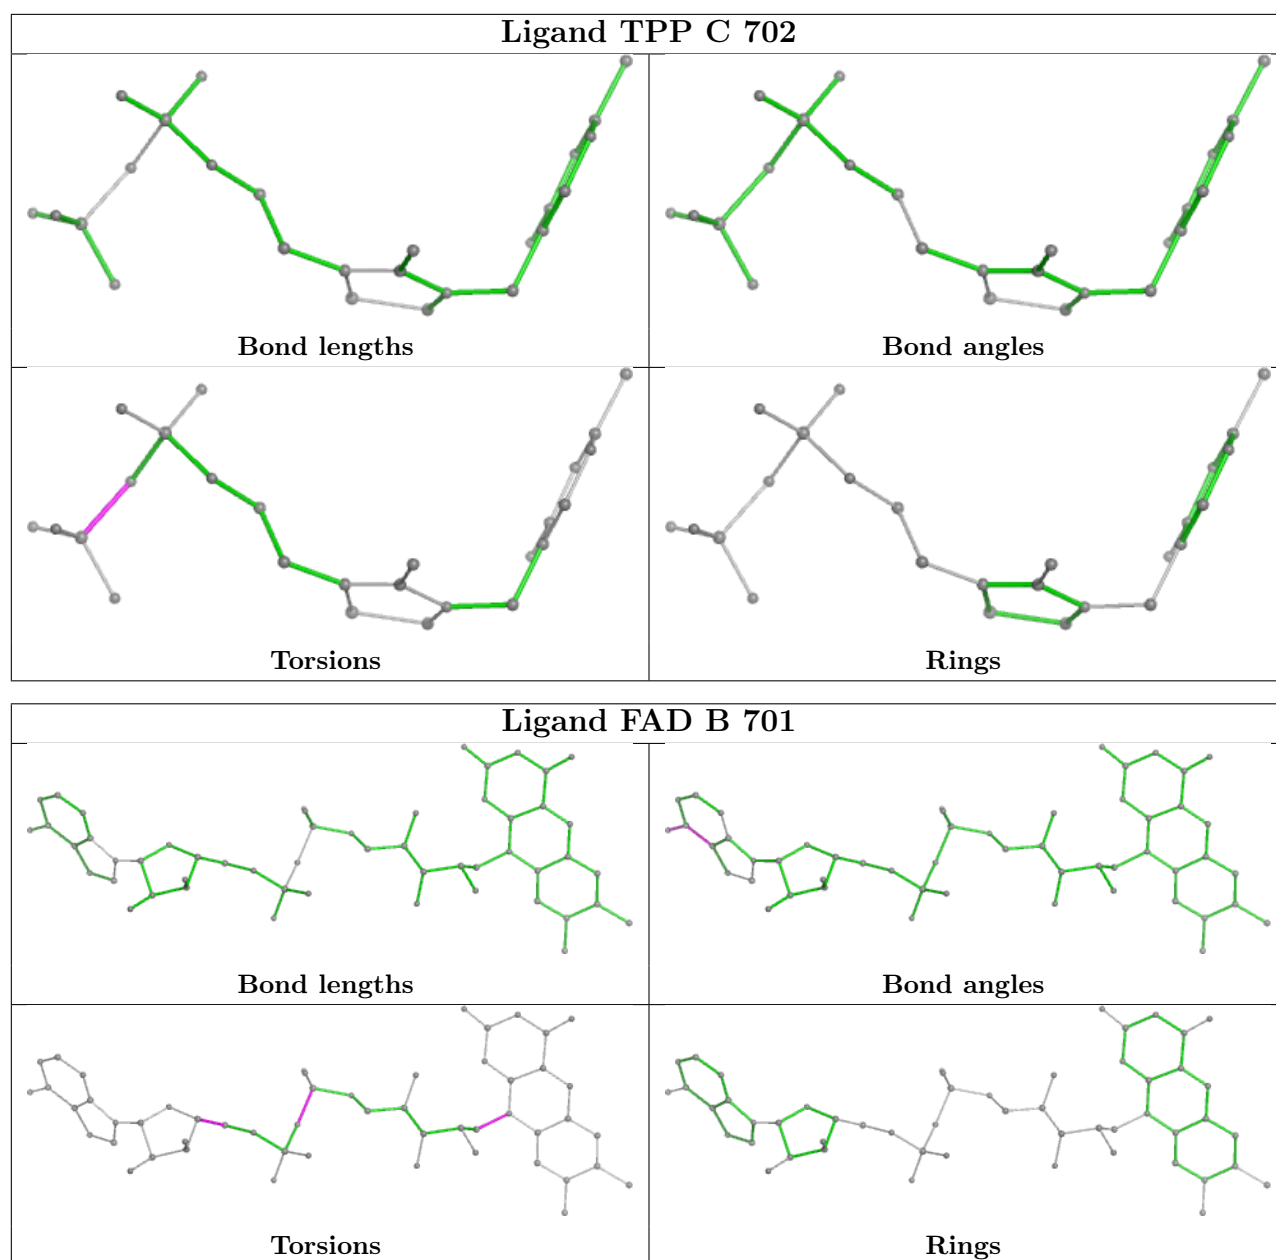 Ligand TPP C 702
Bond lengths
Bond angles
Torsions
Rings
Ligand FAD B 701
Bond lengths
Bond angles
Torsions
Rings